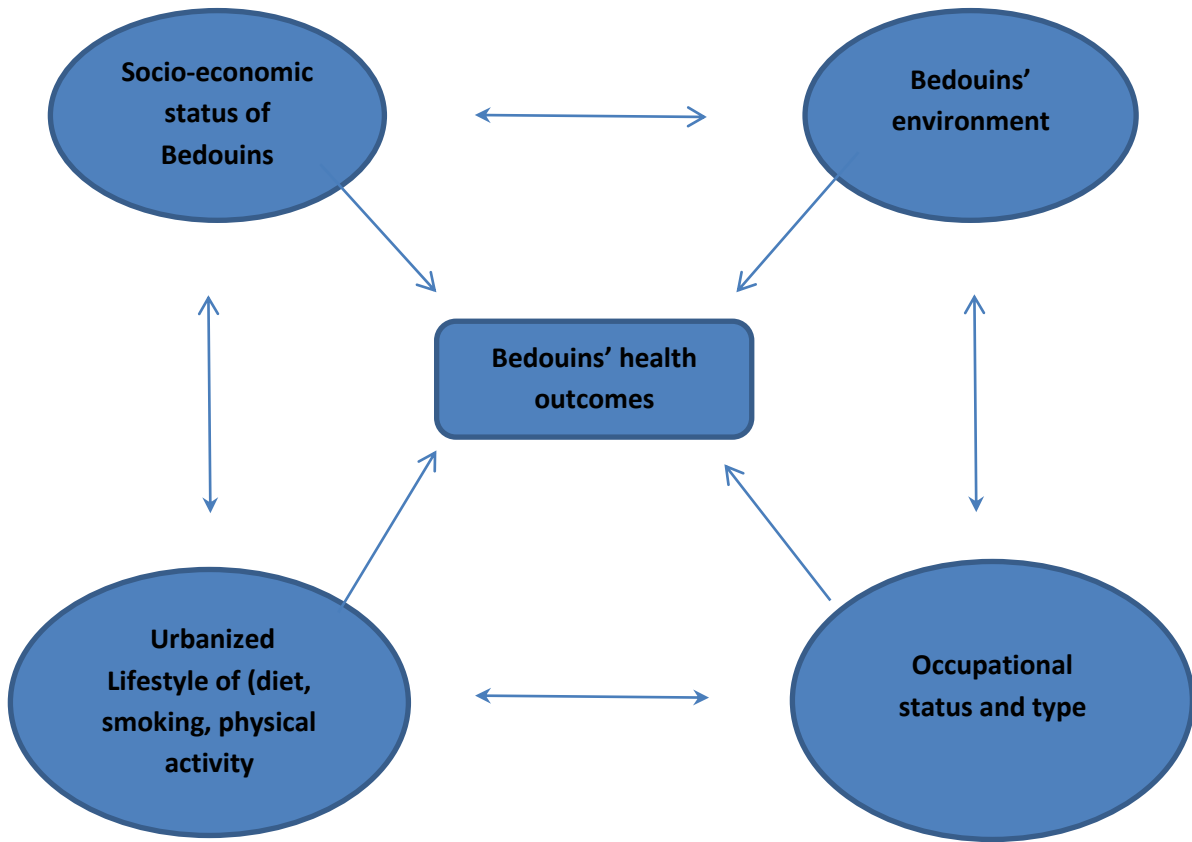 Socio-economic
status of
Bedouins
Bedouins’
environment
Bedouins’ health
outcomes
Urbanized
Lifestyle of (diet,
smoking, physical
activity
Occupational
status and type